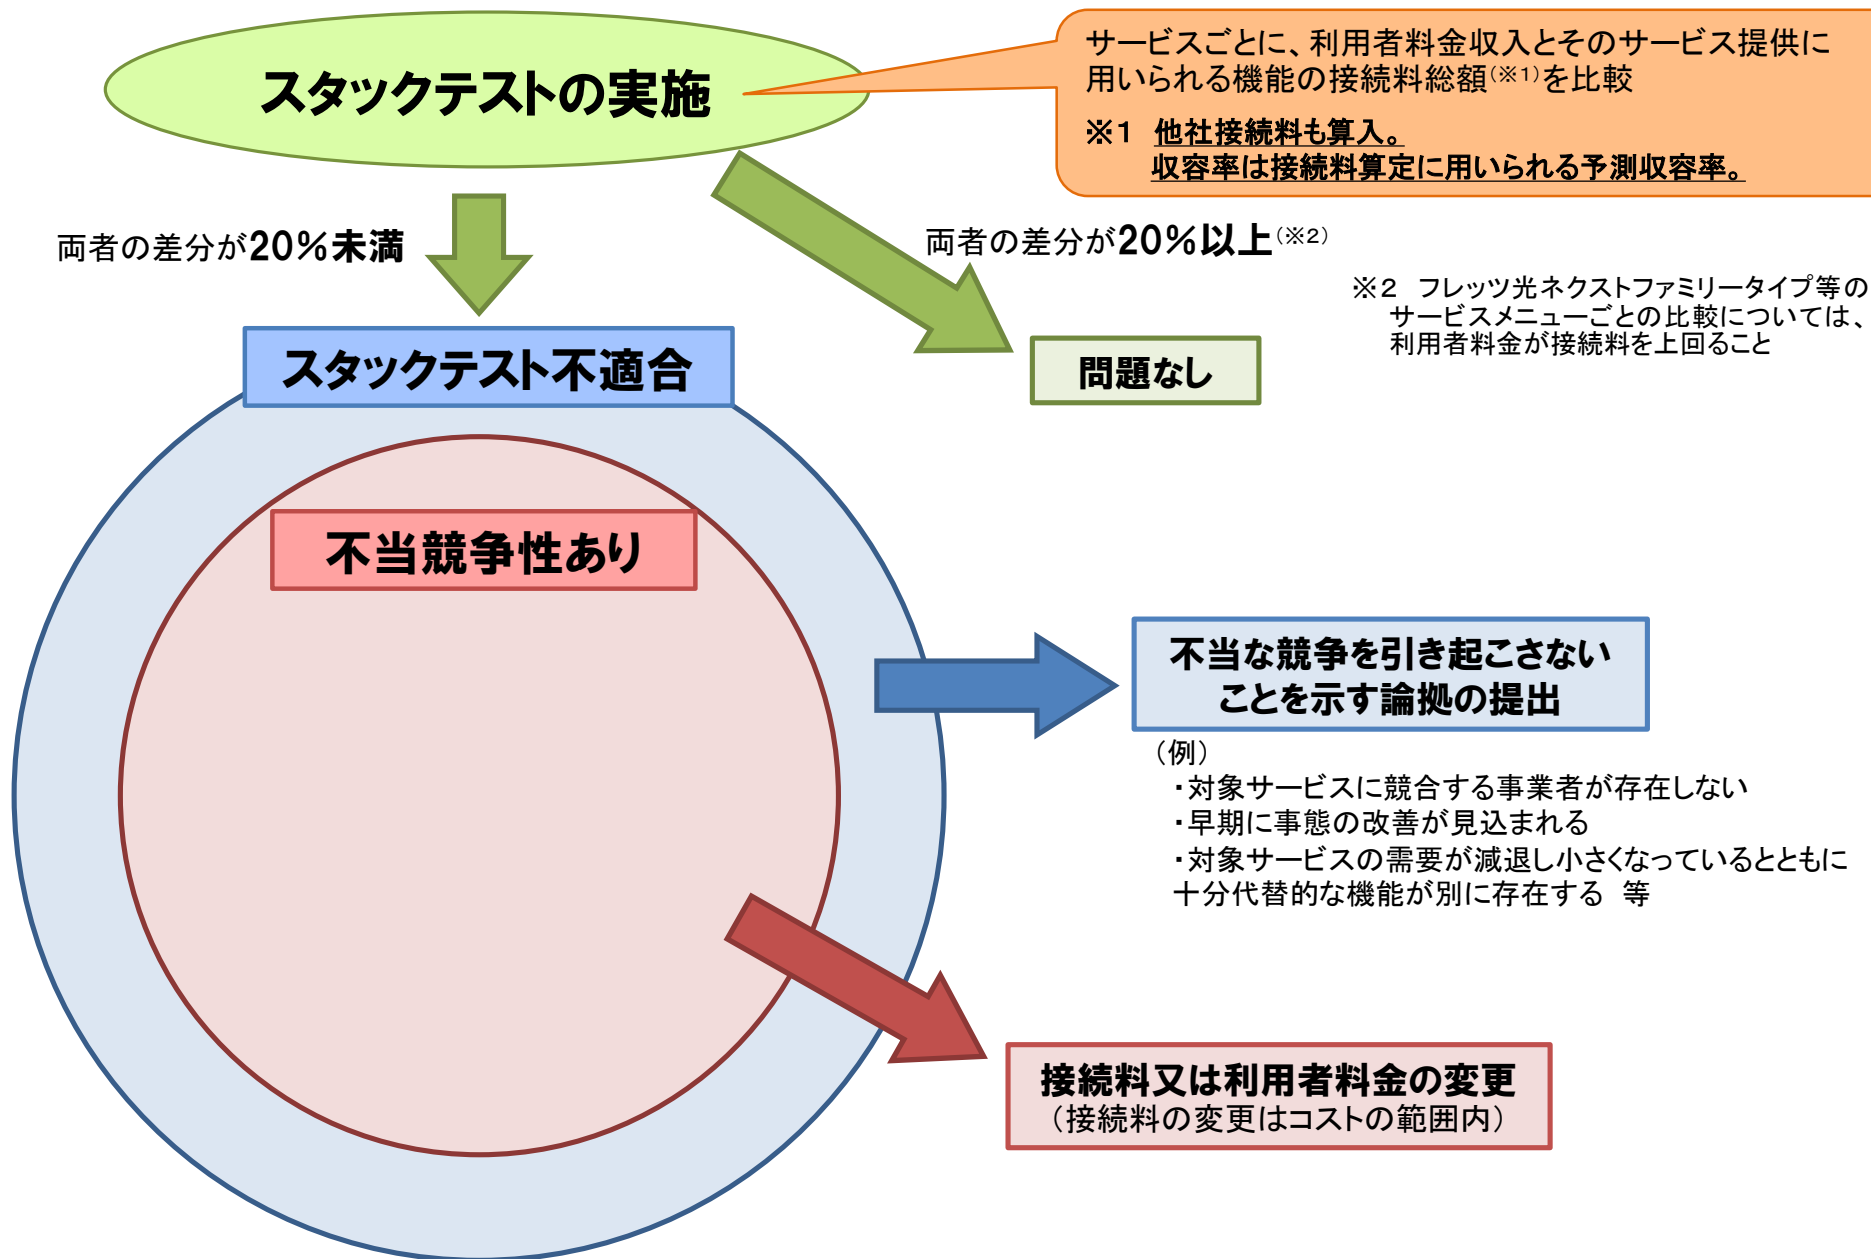 スタックテストの実施
サービスごとに、利用者料金収入とそのサービス提供に
用いられる機能の接続料総額(※1)を比較
※1 他社接続料も算入。
収容率は接続料算定に用いられる予測収容率。
両者の差分が20%未満
両者の差分が20%以上(※2)
※2 フレッツ光ネクストファミリータイプ等の
サービスメニューごとの比較については、
利用者料金が接続料を上回ること
スタックテスト不適合
問題なし
不当競争性あり
不当な競争を引き起こさない
ことを示す論拠の提出
(例)
・対象サービスに競合する事業者が存在しない
・早期に事態の改善が見込まれる
・対象サービスの需要が減退し小さくなっているとともに
十分代替的な機能が別に存在する 等
接続料又は利用者料金の変更
(接続料の変更はコストの範囲内)